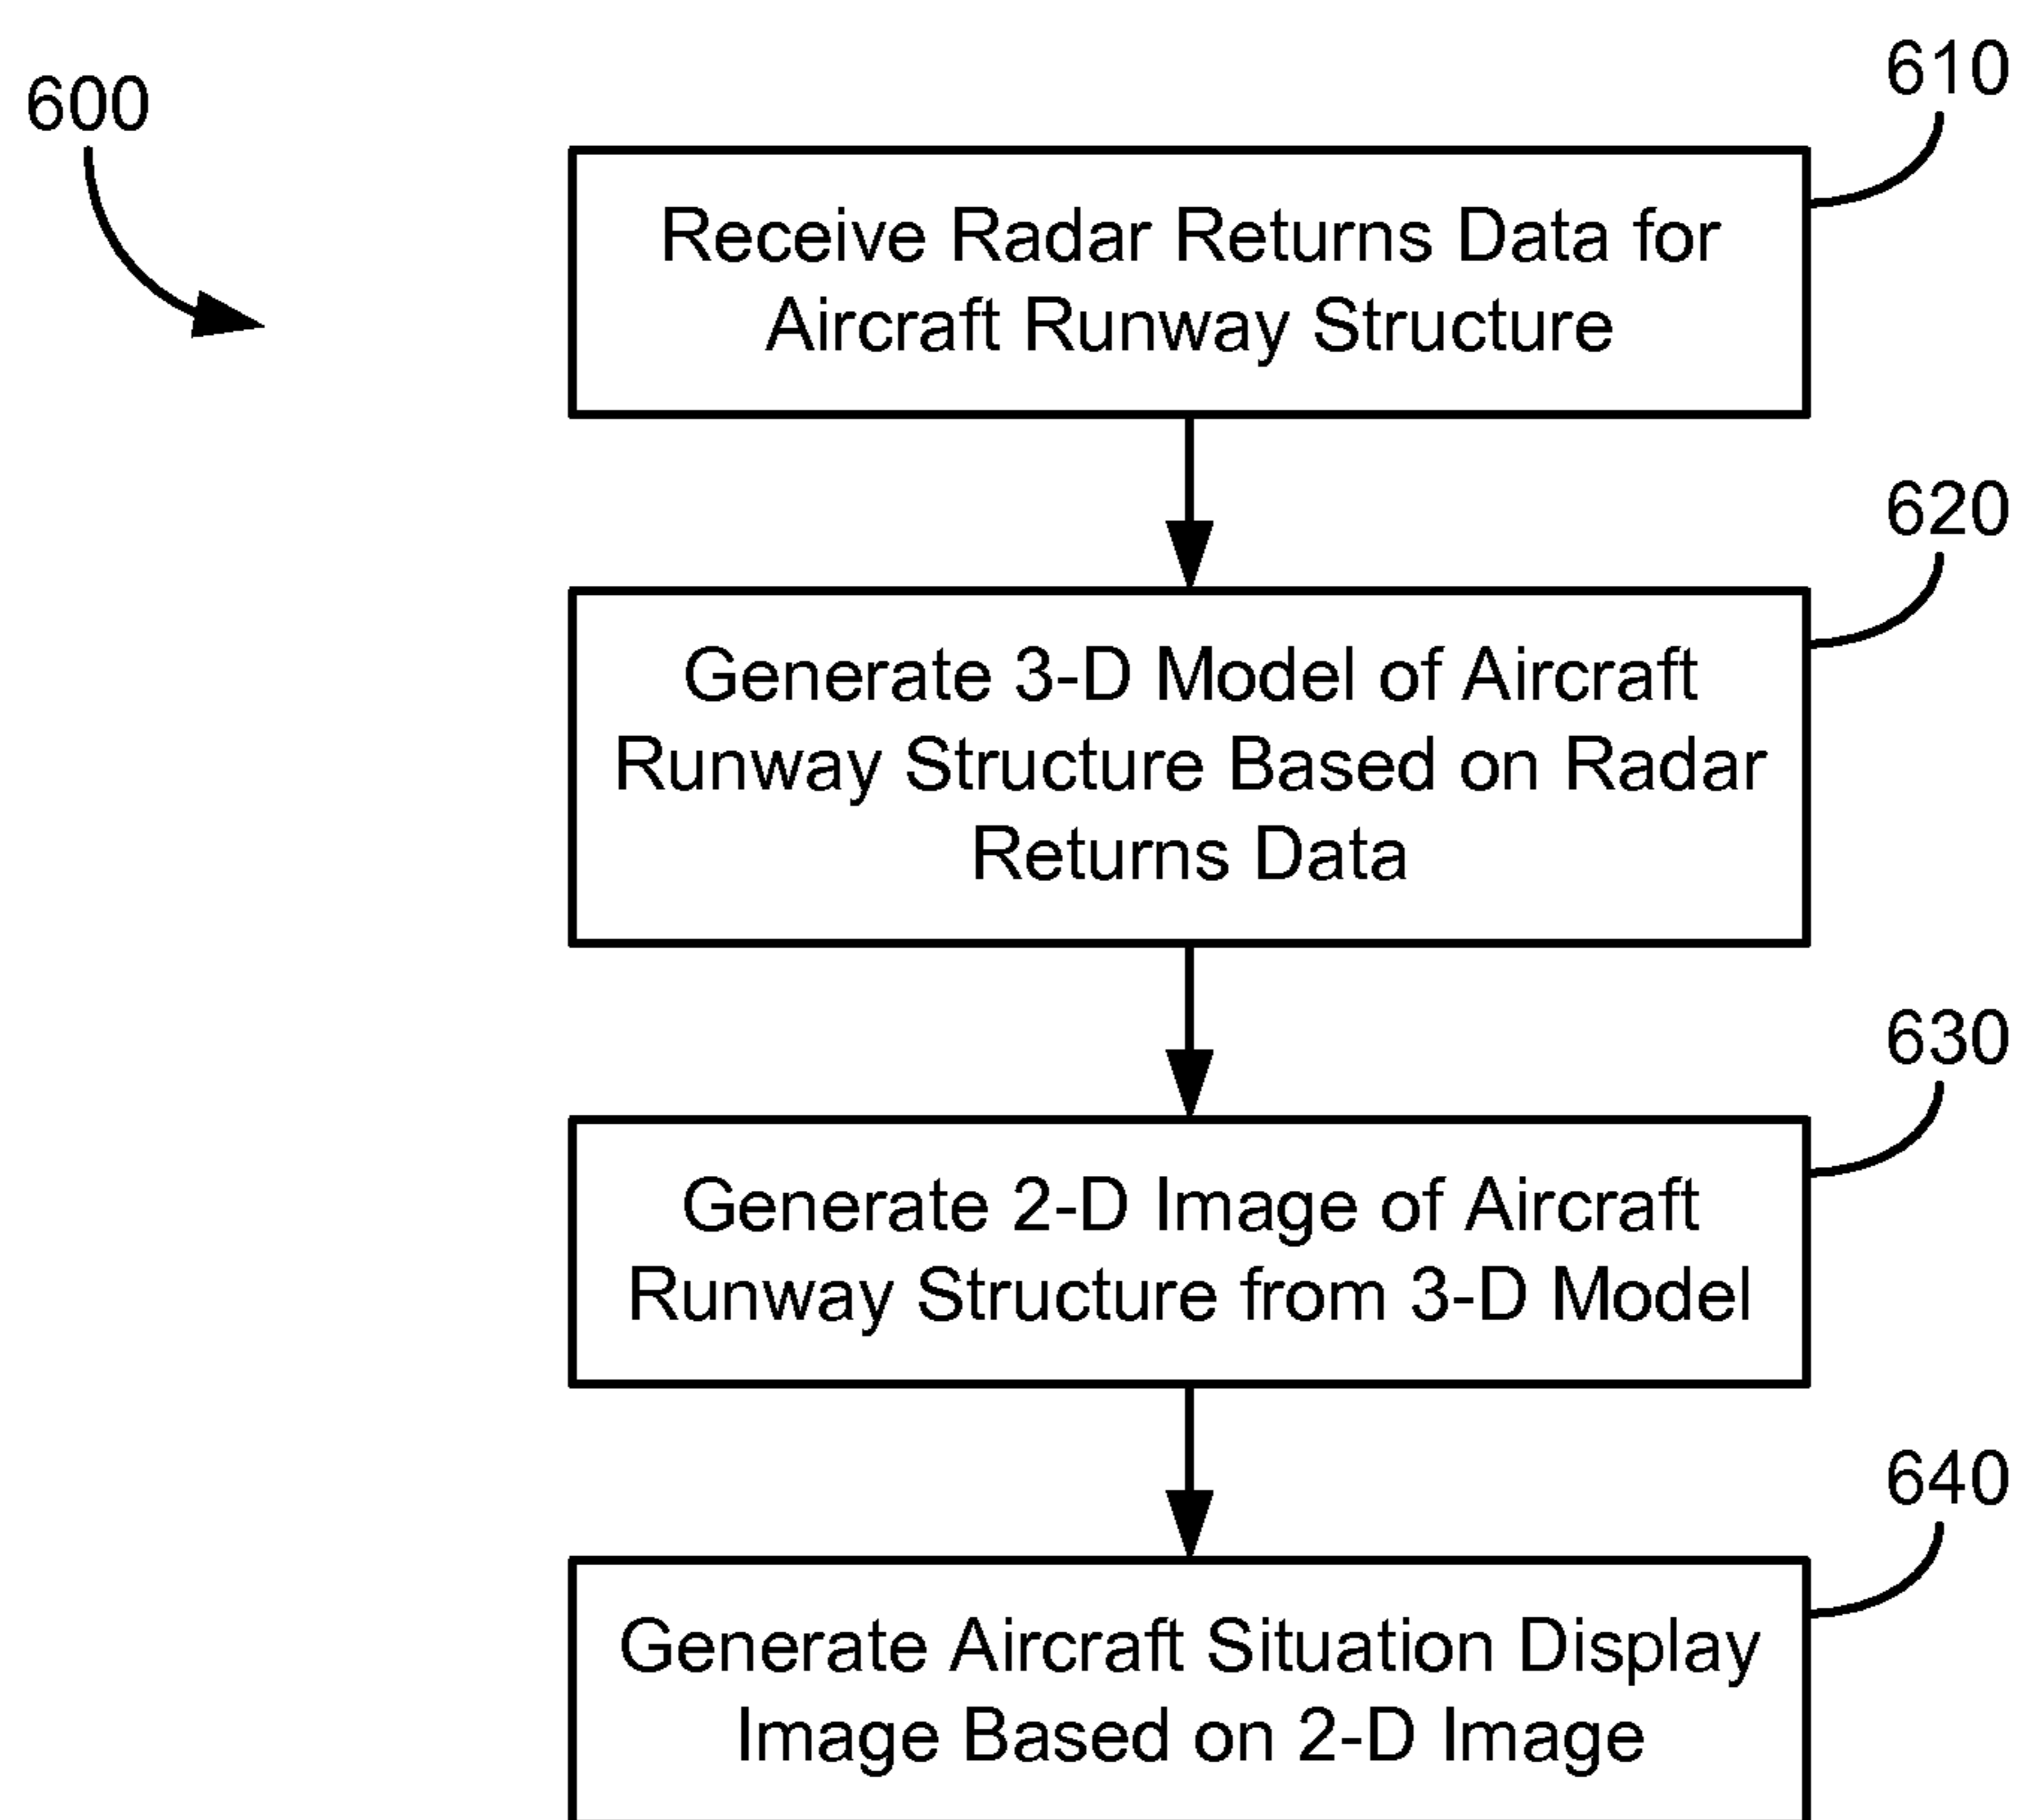 600
610
Receive Radar Returns Data for
Aircraft Runway Structure
620
Generate 3-D Model of Aircraft
Runway Structure Based on Radar
Returns Data
630
Generate 2-D Image of Aircraft
Runway Structure from 3-D Model
640
Generate Aircraft Situation Display
Image Based on 2-D Image